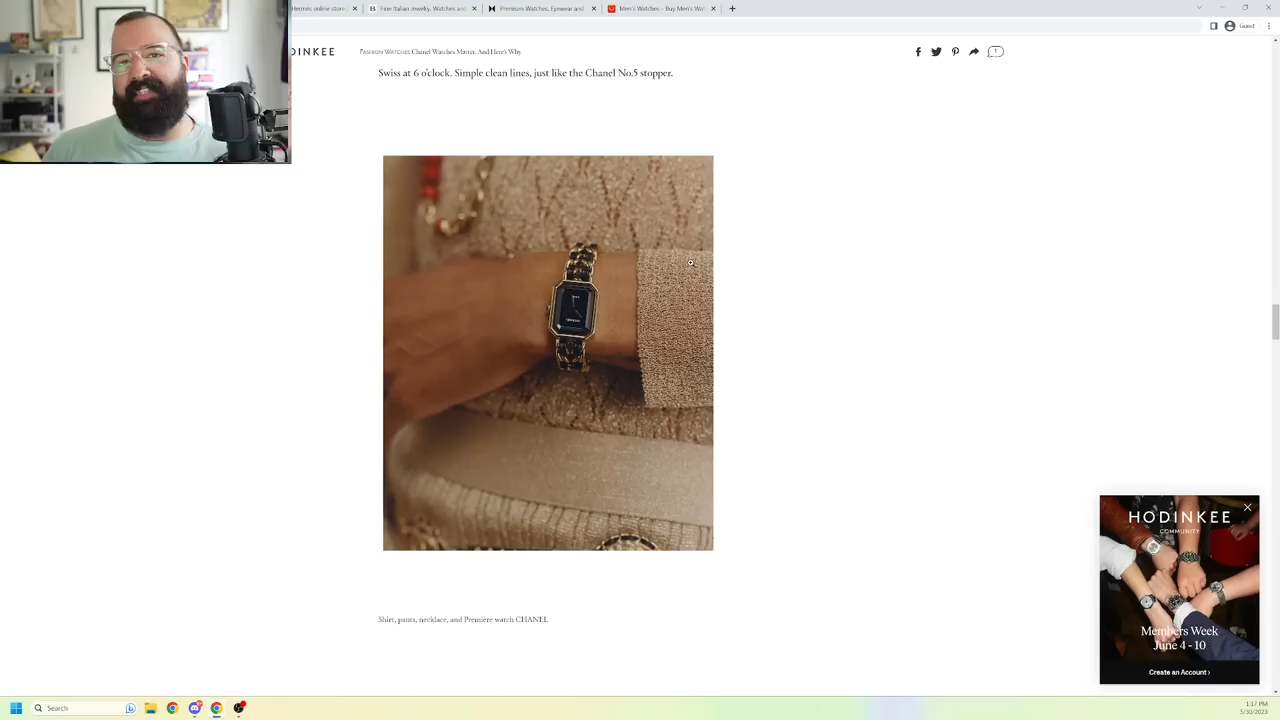 Hermès online store |
Fine Italian Jewelry, Watches and
Premium Watches, Eyewear and
Men's Watches – Buy Men's Wat
Guest
DINKEE
FASHION WATCHES Chanel Watches Matter, And Here's Why
1
Swiss at 6 o'clock. Simple clean lines, just like the Chanel No.5 stopper.
Shirt, pants, necklace, and Première watch CHANEL
HODINKEE
COMMUNITY
Members Week
June 4 - 10
Create an Account ›
Search
1:17 PM
5/30/2023